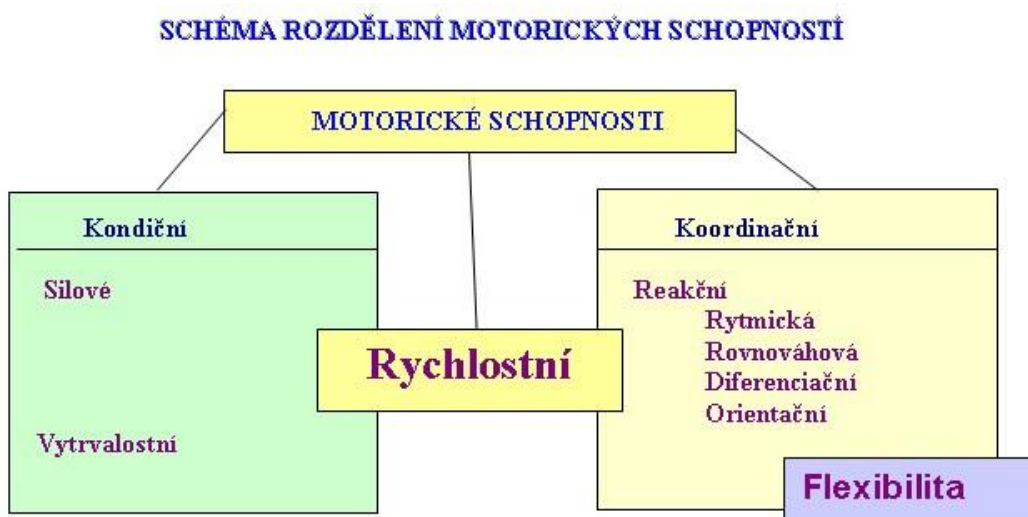 SCHÉMA ROZDĚLENÍ MOTORICKÝCH SCHOPNOSTÍ
MOTORICKÉ SCHOPNOSTI
Kondiční
Silové
Vytrvalostní
Rychlostní
Koordinační
Reakční
Rytmická
Rovnováhová
Diferenciační
Orientační
Flexibilita